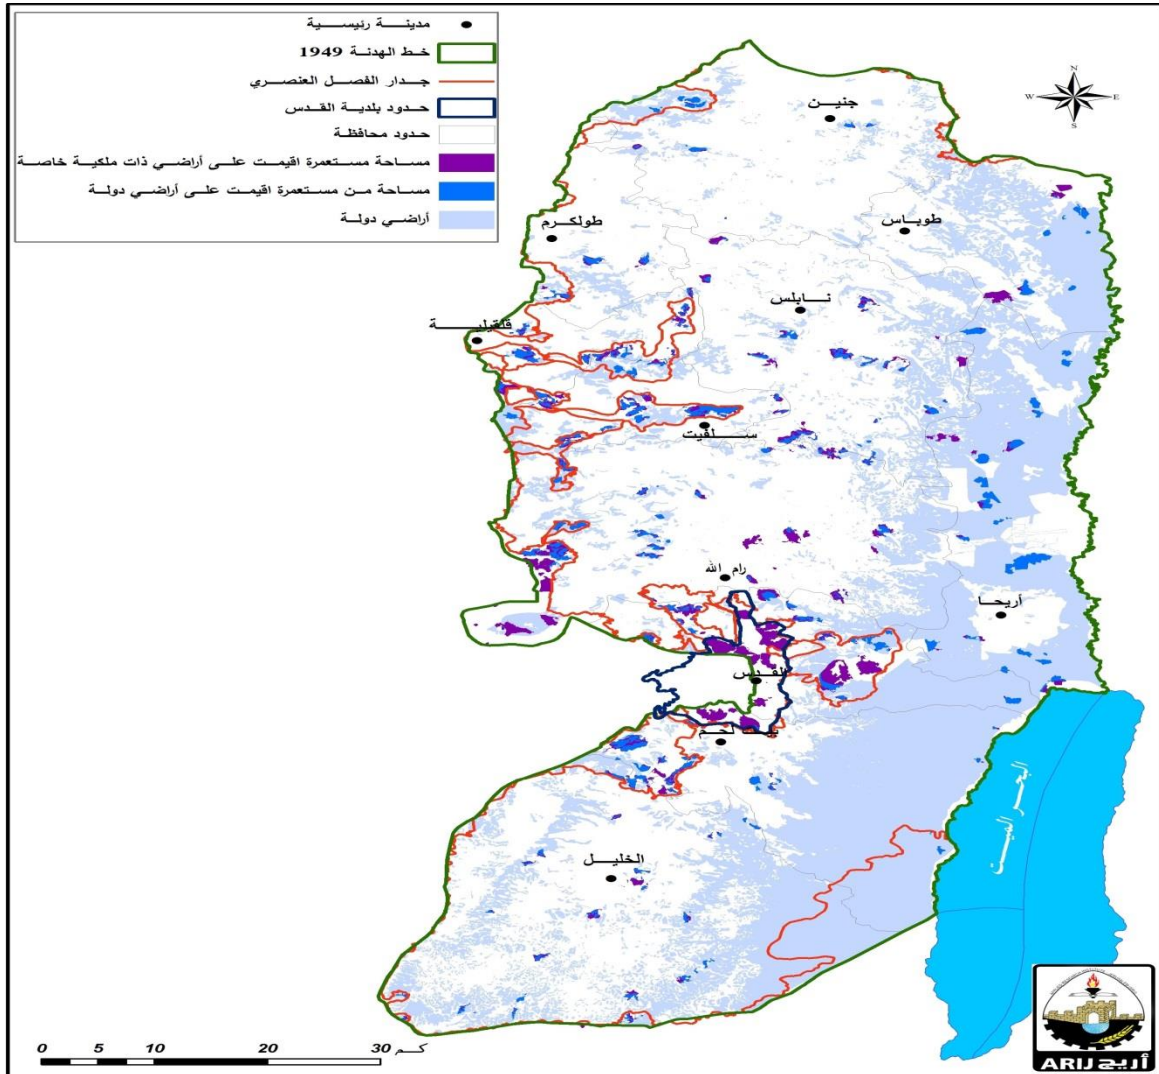 مدينة رئيسية
خط الهدنة 1949
جدار الفصل العنصري
حدود بلدية القدس
حدود محافظة
مساحة مستعمرة اقيمت على أراضي ذات ملكية خاصة
مساحة من مستعمرة اقيمت على أراضي دولة
أراضي دولة
N
W E
S
جنين
طوباس
طولكرم
نابلس
قلقيلية
سلفيت
رام الله
أريحا
القدس
بيت لحم
البحر الميت
الخليل
0 5 10 20 30 كم
أريج ARIJ